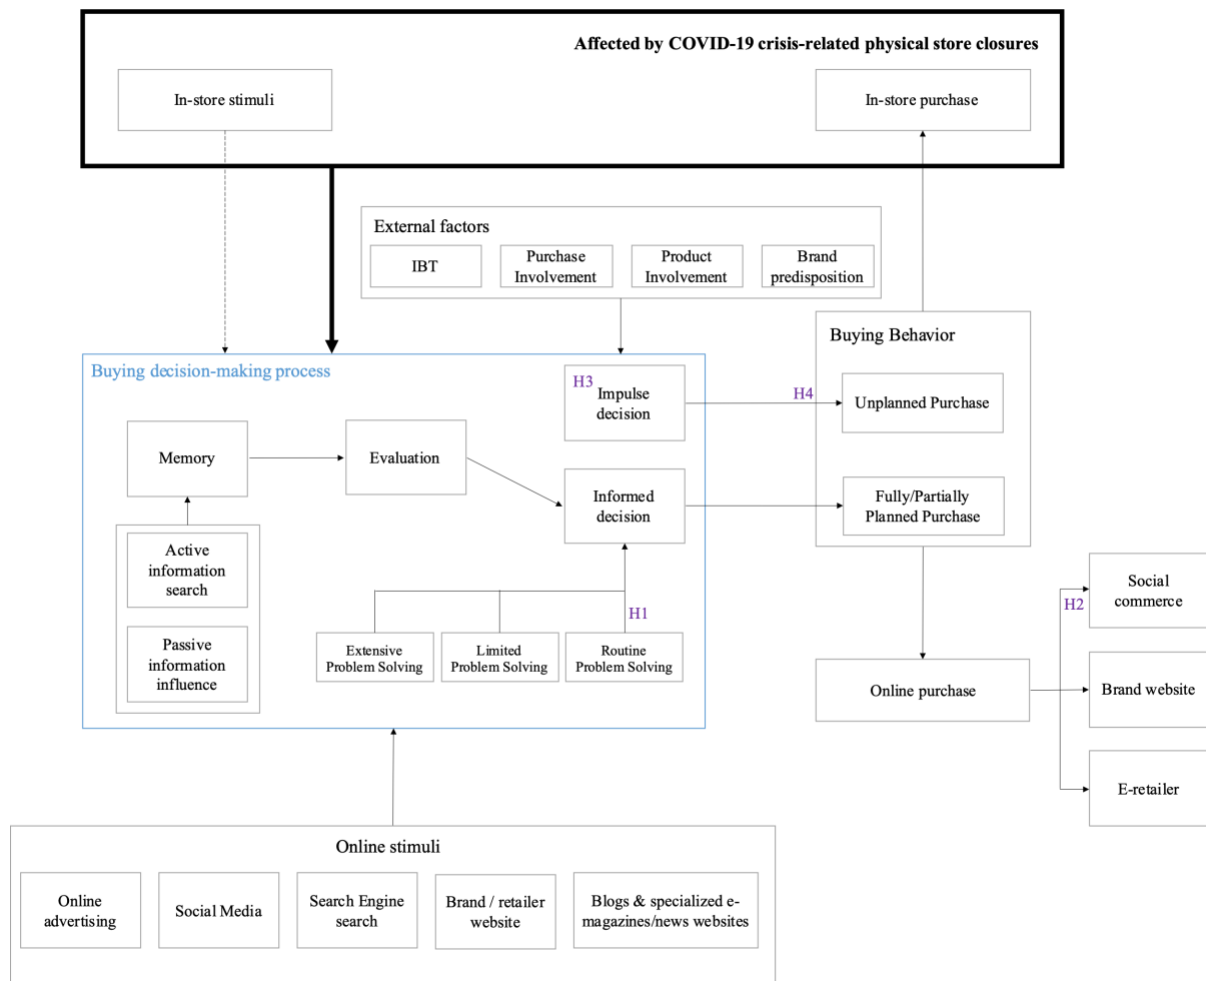 Affected by COVID-19 crisis-related physical store closures
In-store stimuli
In-store purchase
External factors
IBT
Purchase
Involvement
Product
Involvement
Brand
predisposition
Buying Behavior
Buying decision-making process
H3
Impulse
decision
H4
Unplanned Purchase
Memory
Evaluation
Informed
decision
Fully/Partially
Planned Purchase
Active
information
search
Passive
information
influence
H1
Extensive
Problem Solving
Limited
Problem Solving
Routine
Problem Solving
Social
commerce
H2
Online purchase
Brand website
E-retailer
Online stimuli
Online
advertising
Social Media
Search Engine
search
Brand / retailer
website
Blogs & specialized e-
magazines/news websites